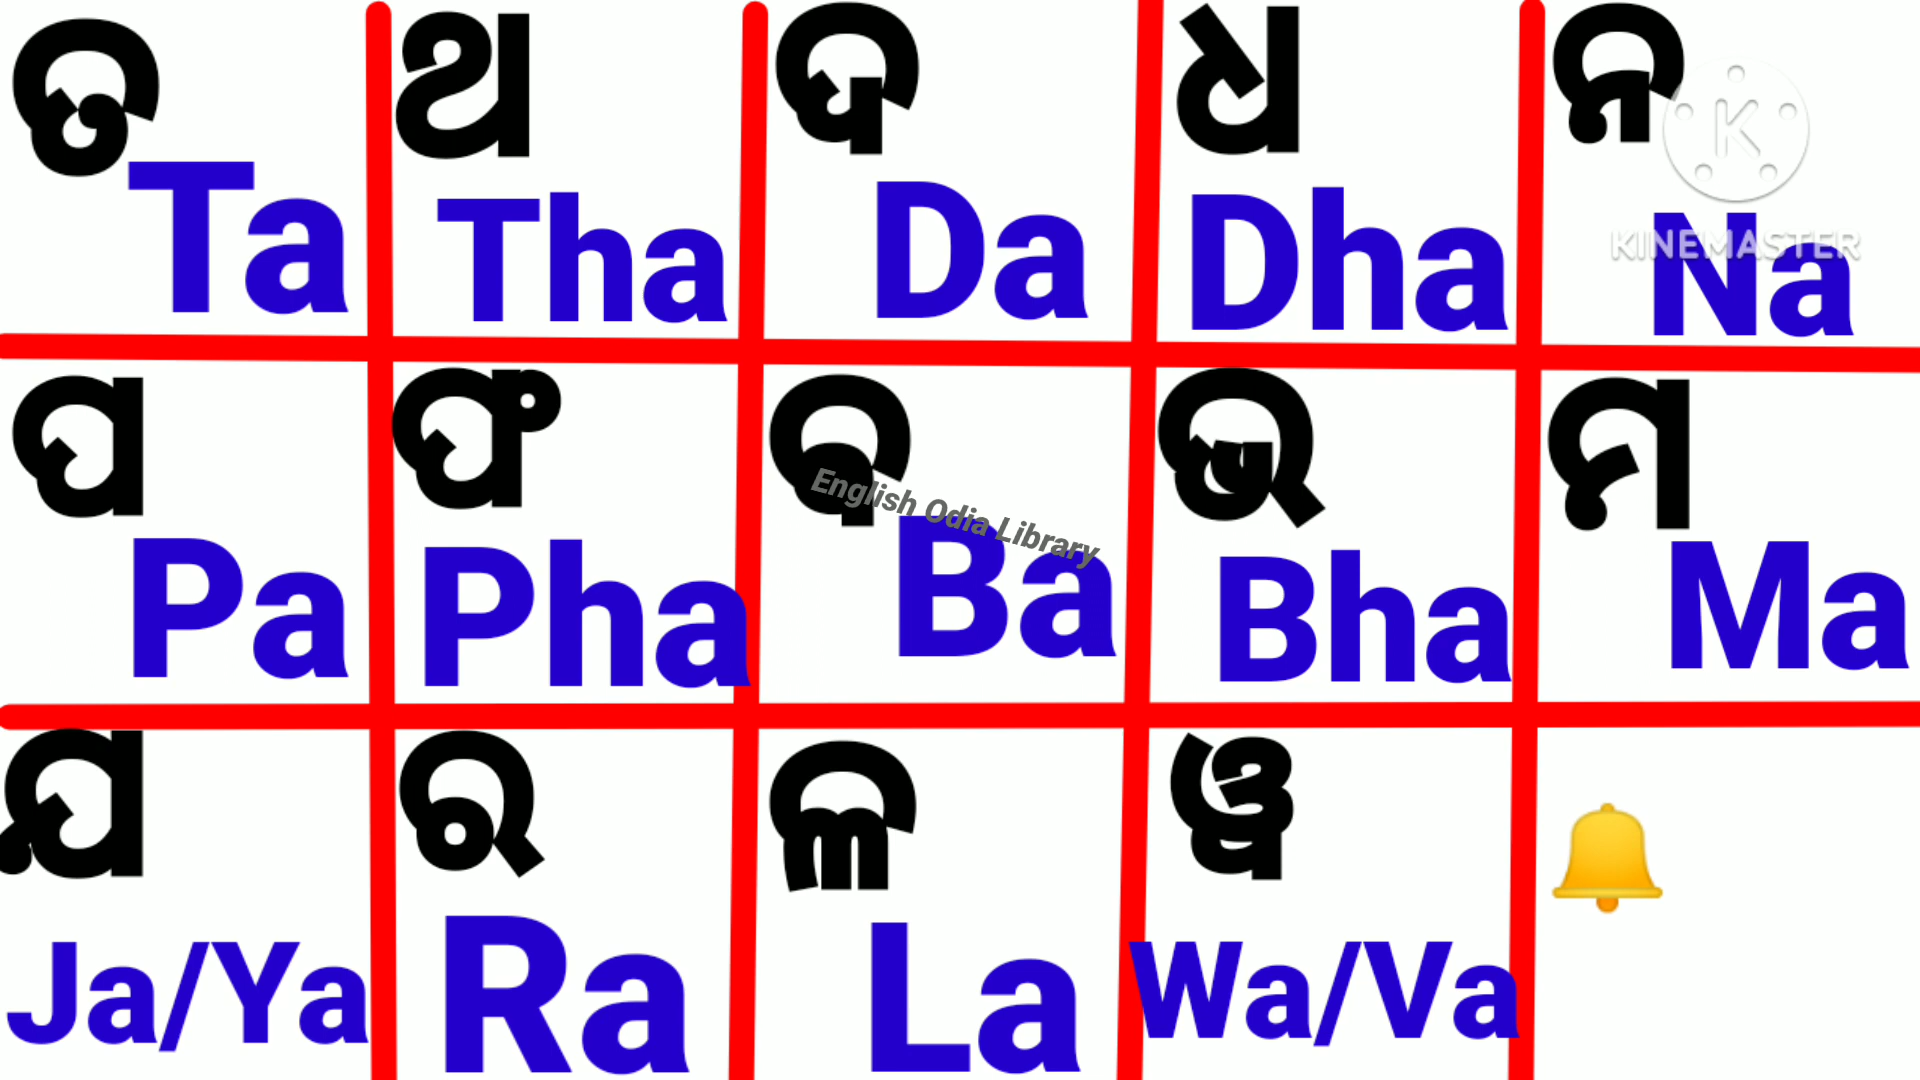 ତ ଥ ଦ ଧ ନ
Ta Tha Da Dha Na
K
KINEMASTER
ପ ଫ ବ ଭ ମ
English Odia Library
Pa Pha Ba Bha Ma
ଯ ର ଳ ୱ
Ja/Ya Ra La Wa/Va